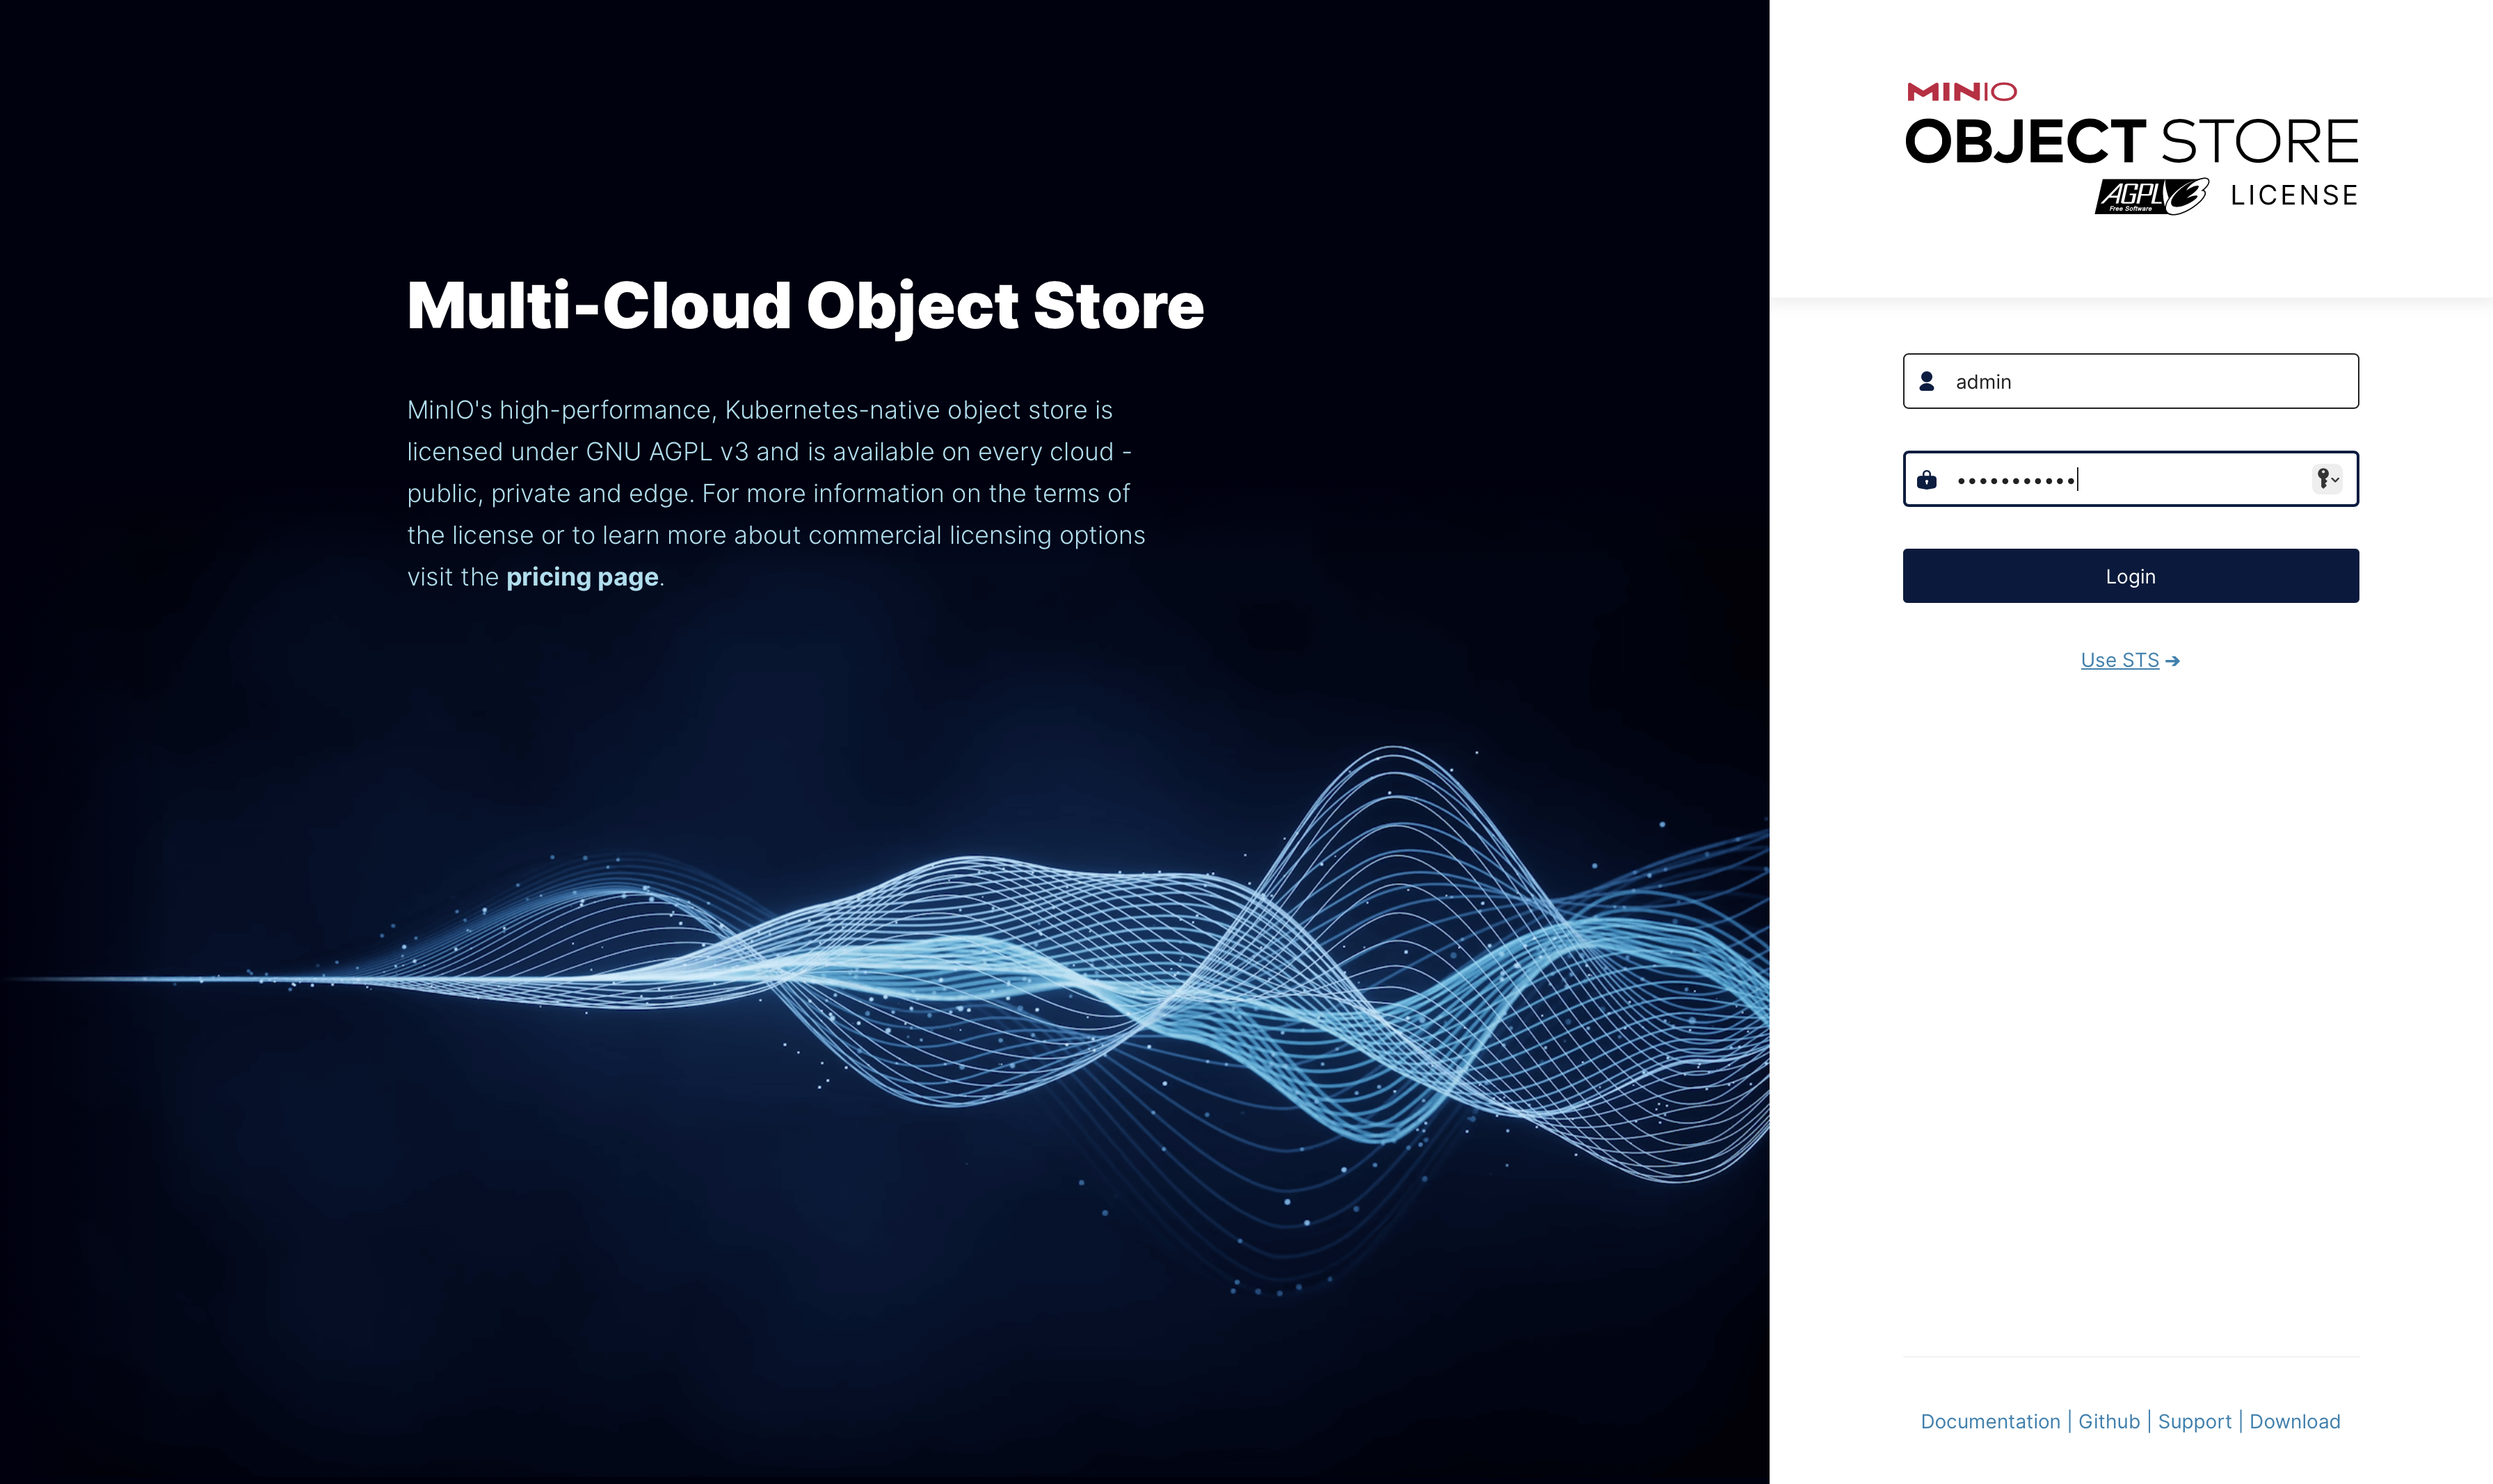 Multi-Cloud Object Store
MinIO's high-performance, Kubernetes-native object store is
licensed under GNU AGPL v3 and is available on every cloud -
public, private and edge. For more information on the terms of
the license or to learn more about commercial licensing options
visit the pricing page.
MINIO
OBJECT STORE
AGPL3 LICENSE
Free Software
admin
•••••••••••
Login
Use STS ➔
Documentation | Github | Support | Download